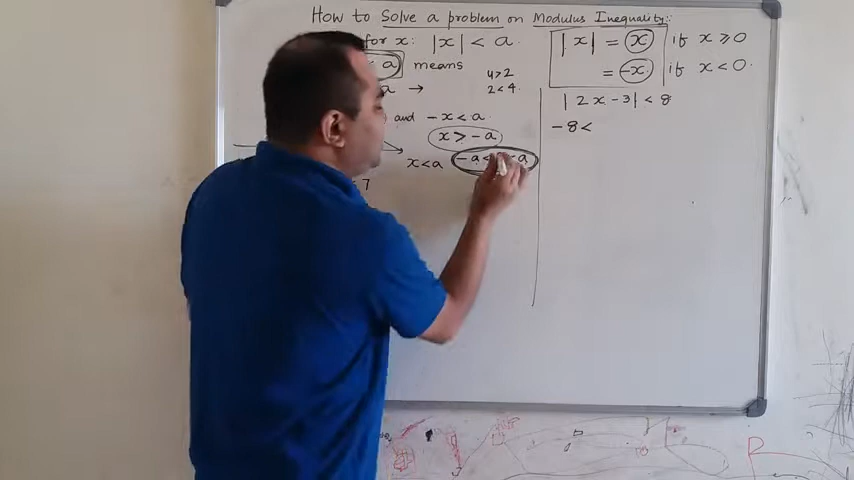 How to Solve a problem on Modulus Inequality:
for x: |x| < a.
|x| = x if x ⩾ 0
a means
= -x if x < 0.
a →
4>2
2<4.
|2x-3| < 8
and -x<a.
-8<
x > -a
x<a
-a<
7